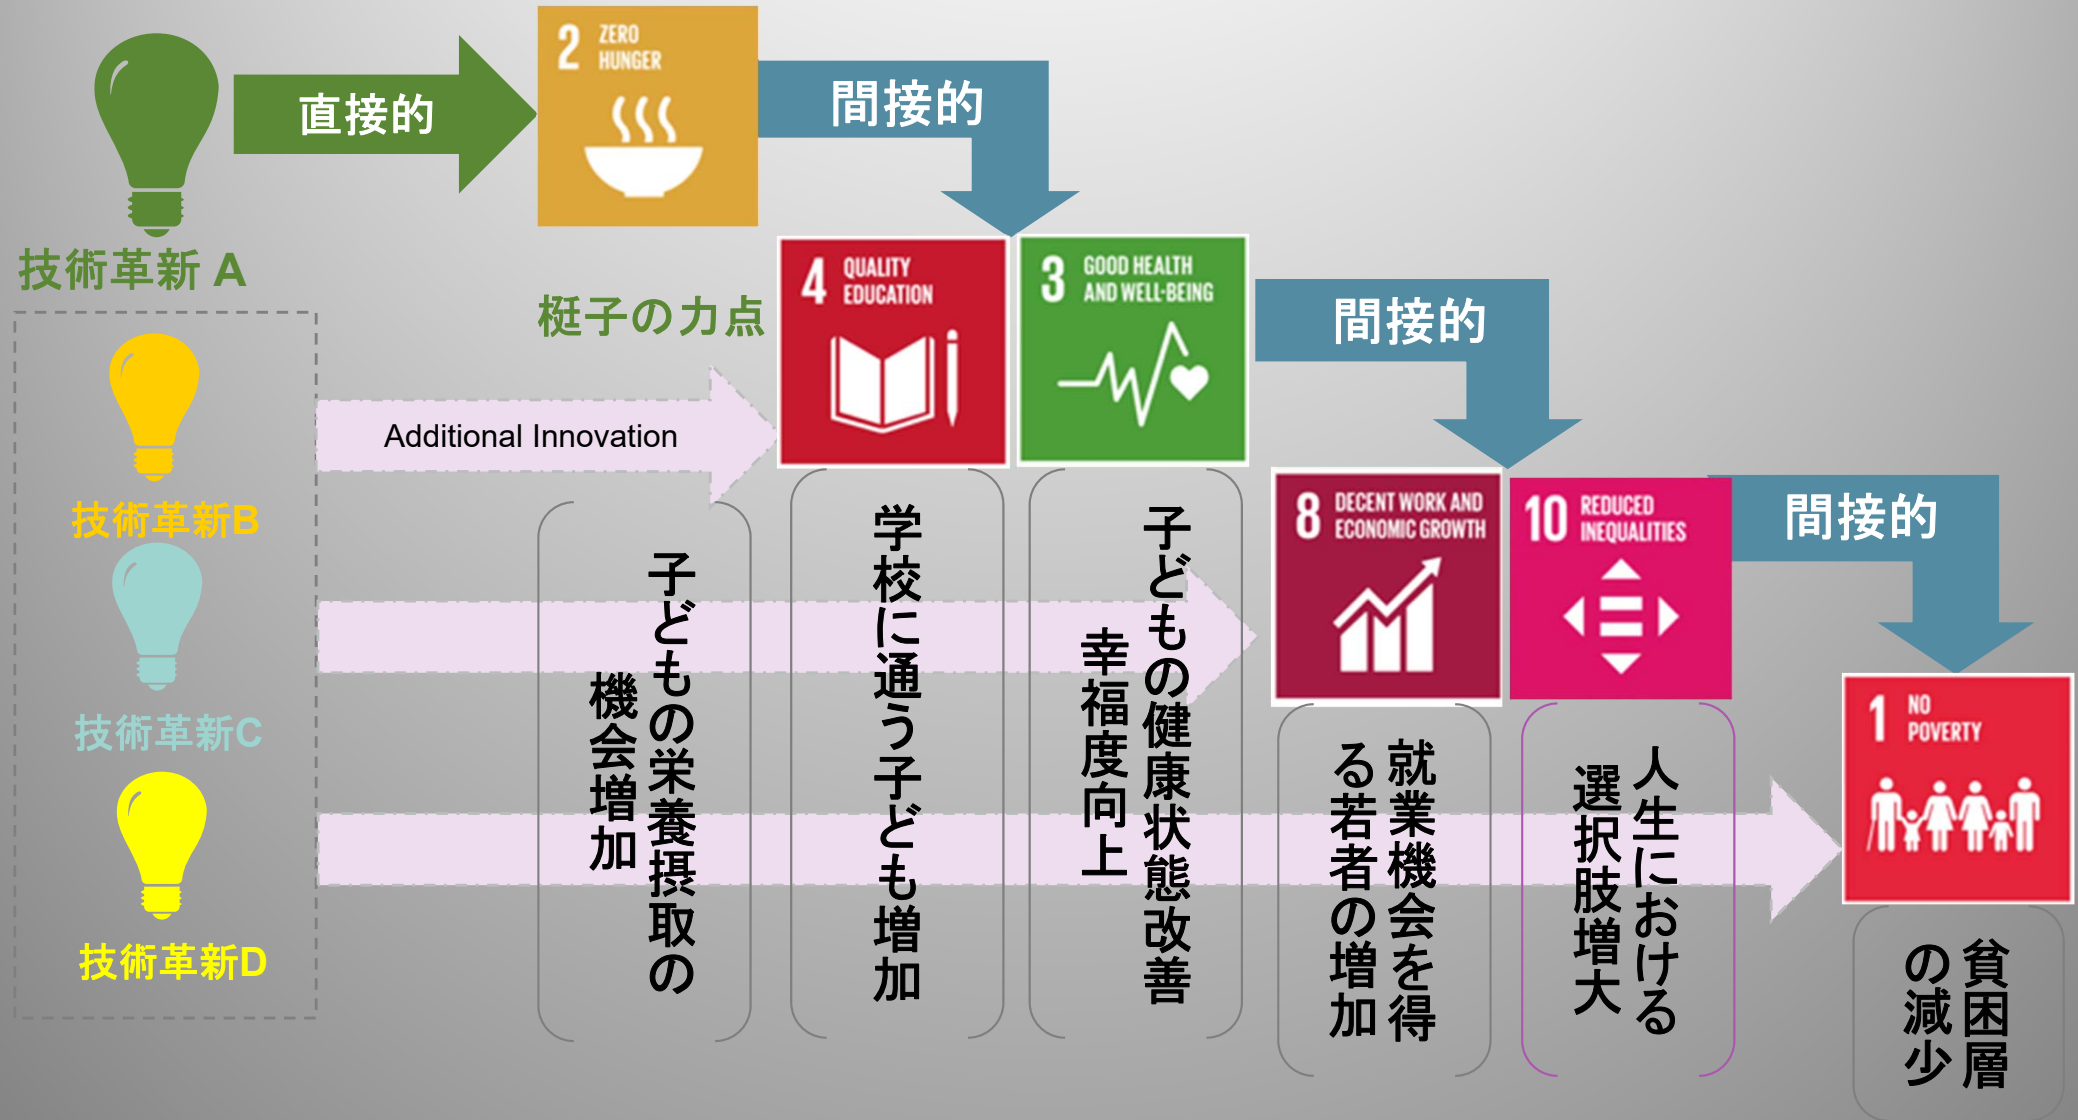 直接的
2 ZERO
HUNGER
間接的
技術革新 A
梃子の力点
4 QUALITY
EDUCATION
3 GOOD HEALTH
AND WELL-BEING
間接的
Additional Innovation
技術革新B
8 DECENT WORK AND
ECONOMIC GROWTH
10 REDUCED
INEQUALITIES
間接的
技術革新C
1 NO
POVERTY
技術革新D
子どもの栄養摂取の
機会増加
学校に通う子ども増加
子どもの健康状態改善
幸福度向上
就業機会を得
る若者の増加
人生における
選択肢増大
貧困層
の減少